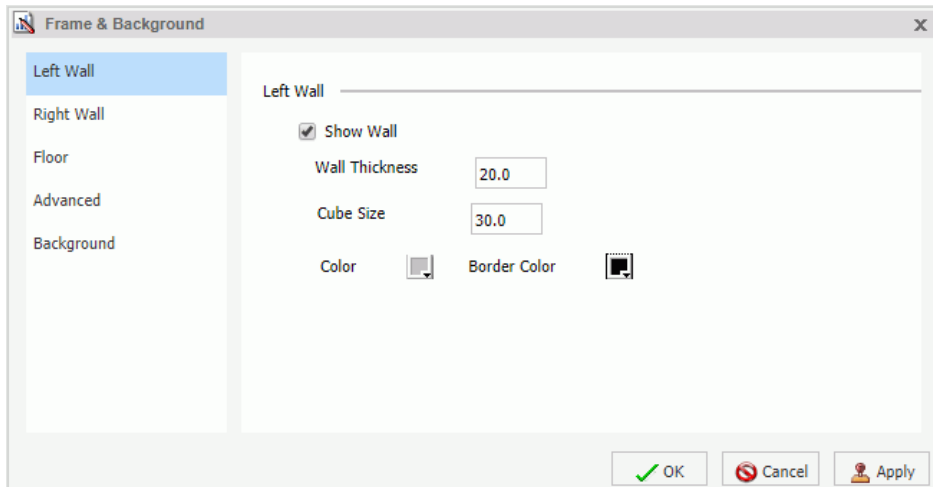 Frame & Background x
Left Wall
Right Wall
Floor
Advanced
Background
Left Wall
Show Wall
Wall Thickness 20.0
Cube Size 30.0
Color Border Color
OK Cancel Apply